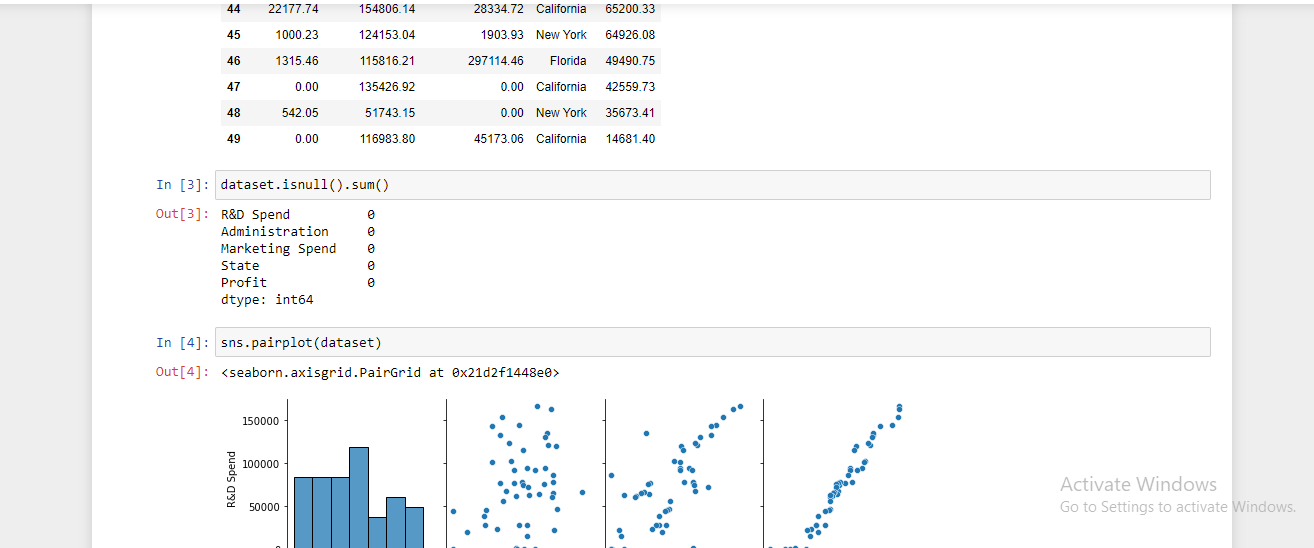 44 22177.74 154806.14 28334.72 California 65200.33
45 1000.23 124153.04 1903.93 New York 64926.08
46 1315.46 115816.21 297114.46 Florida 49490.75
47 0.00 135426.92 0.00 California 42559.73
48 542.05 51743.15 0.00 New York 35673.41
49 0.00 116983.80 45173.06 California 14681.40
In [3]: dataset.isnull().sum()
Out[3]: R&D Spend 0
Administration 0
Marketing Spend 0
State 0
Profit 0
dtype: int64
In [4]: sns.pairplot(dataset)
Out[4]: <seaborn.axisgrid.PairGrid at 0x21d2f1448e0>
150000
100000
R&D Spend
50000
0
Activate Windows
Go to Settings to activate Windows.